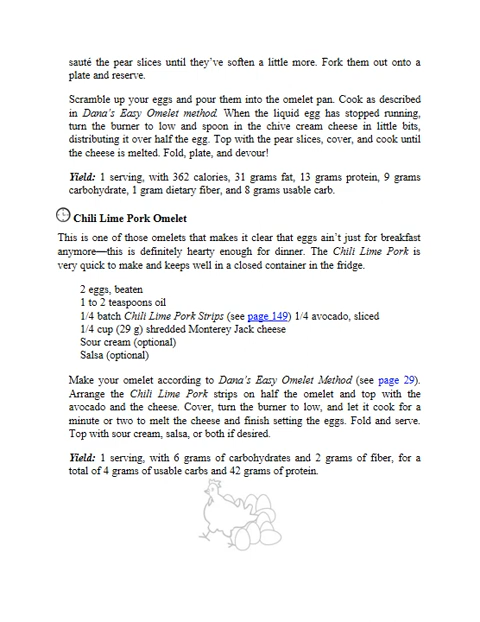 sauté the pear slices until they've soften a little more. Fork them out onto a
plate and reserve.
Scramble up your eggs and pour them into the omelet pan. Cook as described
in Dana's Easy Omelet method. When the liquid egg has stopped running,
turn the burner to low and spoon in the chive cream cheese in little bits,
distributing it over half the egg. Top with the pear slices, cover, and cook until
the cheese is melted. Fold, plate, and devour!
Yield: 1 serving, with 362 calories, 31 grams fat, 13 grams protein, 9 grams
carbohydrate, 1 gram dietary fiber, and 8 grams usable carb.
Chili Lime Pork Omelet
This is one of those omelets that makes it clear that eggs ain't just for breakfast
anymore—this is definitely hearty enough for dinner. The Chili Lime Pork is
very quick to make and keeps well in a closed container in the fridge.
2 eggs, beaten
1 to 2 teaspoons oil
1/4 batch Chili Lime Pork Strips (see page 149) 1/4 avocado, sliced
1/4 cup (29 g) shredded Monterey Jack cheese
Sour cream (optional)
Salsa (optional)
Make your omelet according to Dana's Easy Omelet Method (see page 29).
Arrange the Chili Lime Pork strips on half the omelet and top with the
avocado and the cheese. Cover, turn the burner to low, and let it cook for a
minute or two to melt the cheese and finish setting the eggs. Fold and serve.
Top with sour cream, salsa, or both if desired.
Yield: 1 serving, with 6 grams of carbohydrates and 2 grams of fiber, for a
total of 4 grams of usable carbs and 42 grams of protein.